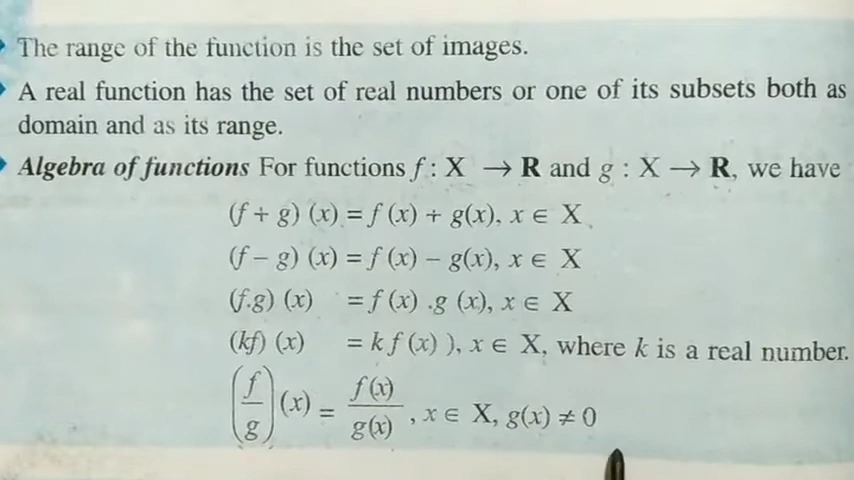 The range of the function is the set of images.
A real function has the set of real numbers or one of its subsets both as
domain and as its range.
Algebra of functions For functions f : X → R and g : X → R, we have
(f + g) (x) = f (x) + g(x), x ∈ X
(f – g) (x) = f (x) – g(x), x ∈ X
(f.g) (x) = f (x) .g (x), x ∈ X
(kf) (x) = k f (x) ), x ∈ X, where k is a real number.
(f/g) (x) = f(x)/g(x) , x ∈ X, g(x) ≠ 0